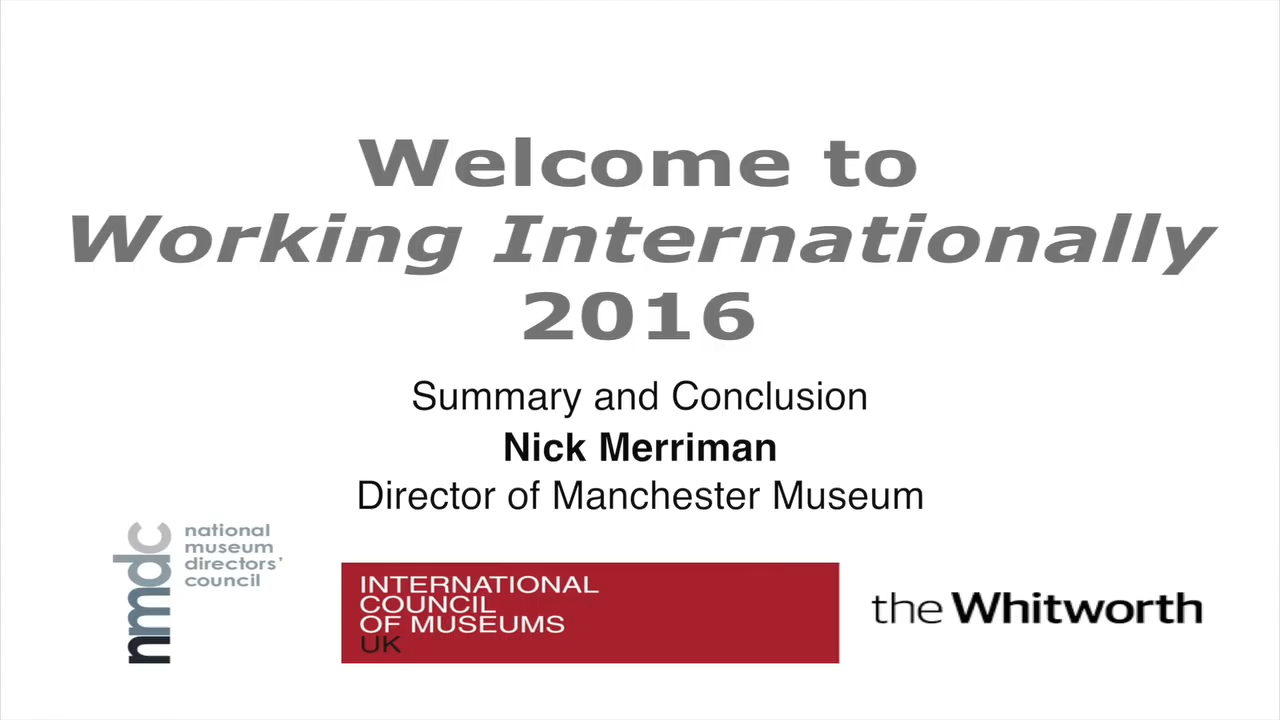 Welcome to
Working Internationally
2016
Summary and Conclusion
Nick Merriman
Director of Manchester Museum
nmdc
national
museum
directors’
council
INTERNATIONAL
COUNCIL
OF MUSEUMS
UK
the Whitworth